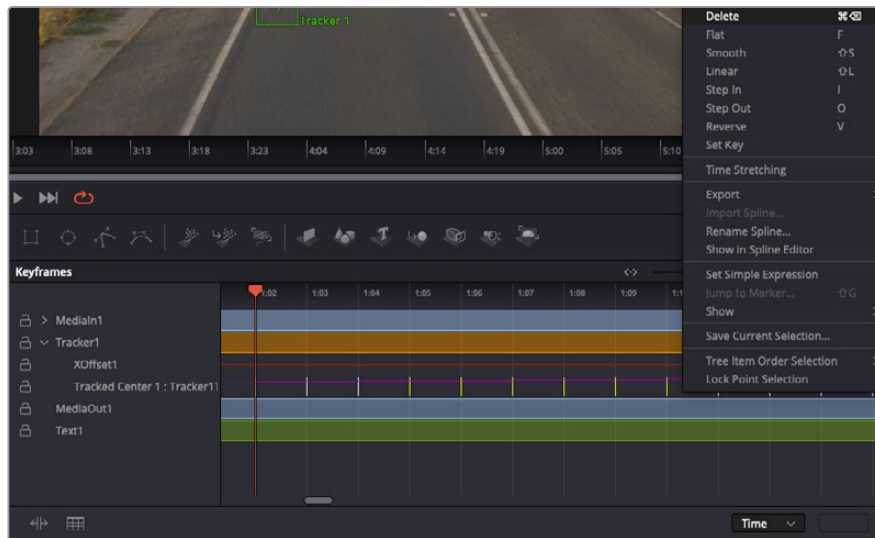 Tracker 1
Delete ⌘⌫
Flat F
Smooth ⇧S
Linear ⇧L
Step In I
Step Out O
Reverse V
Set Key
Time Stretching
Export
Import Spline...
Rename Spline...
Show in Spline Editor
Set Simple Expression
Jump to Marker... ⇧G
Show
Save Current Selection...
Tree Item Order Selection
Lock Point Selection
3:03 3:08 3:13 3:18 3:23 4:04 4:09 4:14 4:19 5:00 5:05 5:10
Keyframes
1:02 1:03 1:04 1:05 1:06 1:07 1:08 1:09
MediaIn1
Tracker1
XOffset1
Tracked Center 1 : Tracker1
MediaOut1
Text1
Time